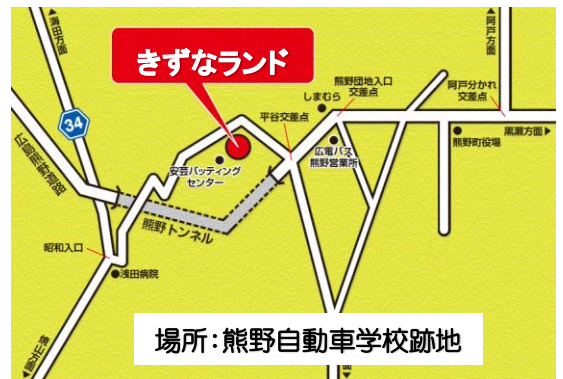 ▲海田方面
▲阿戸方面
きずなランド
熊野団地入口
交差点
しまむら
阿戸分かれ
交差点
平谷交差点
34
広島熊野道路
安芸バッティング
センター
広電バス
熊野営業所
熊野町役場
黒瀬方面▶
熊野トンネル
昭和入口
浅田病院
場所：熊野自動車学校跡地